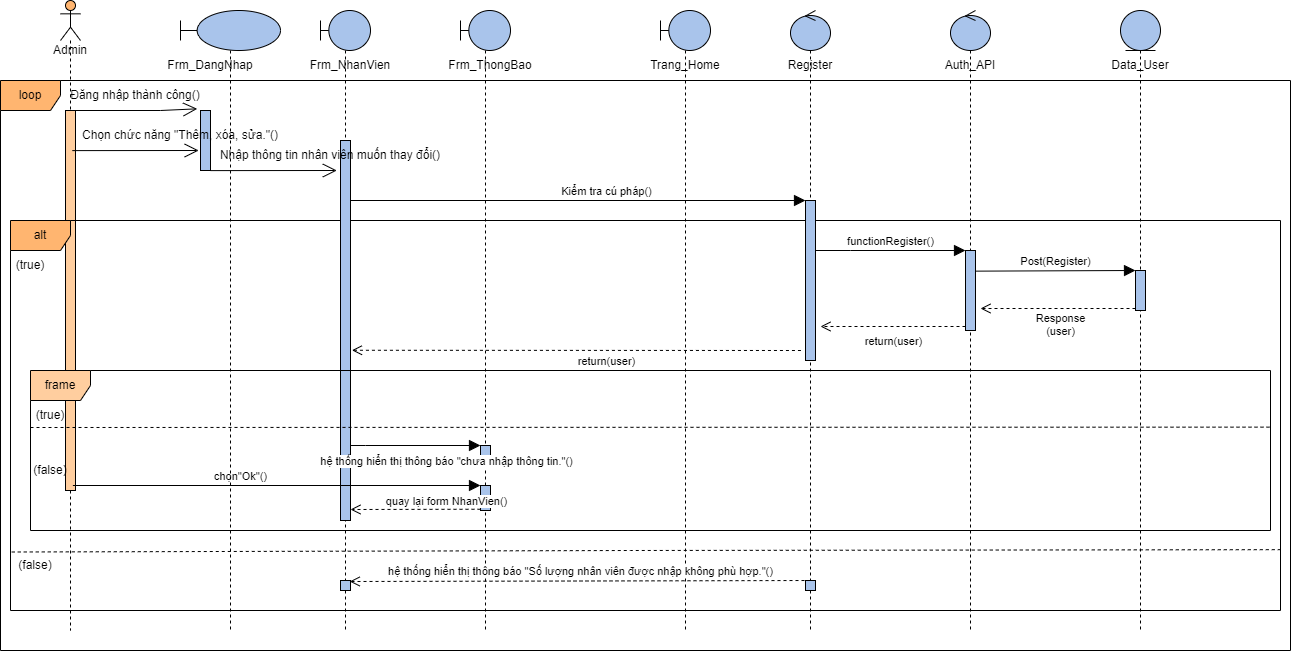 Admin
Frm_DangNhap
Frm_NhanVien
Frm_ThongBao
Trang_Home
Register
Auth_API
Data_User
loop
Đăng nhập thành công()
Chọn chức năng "Thêm, xóa, sửa."()
Nhập thông tin nhân viên muốn thay đổi()
Kiểm tra cú pháp()
alt
(true)
functionRegister()
Post(Register)
Response
(user)
return(user)
return(user)
frame
(true)
hệ thống hiển thị thông báo "chưa nhập thông tin."()
(false)
chọn"Ok"()
quay lại form NhanVien()
(false)
hệ thống hiển thị thông báo "Số lượng nhân viên được nhập không phù hợp."()